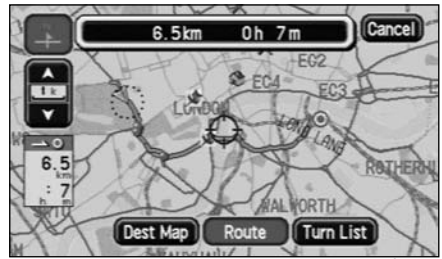 6.5km 0h 7m
Cancel
EC2
1k
EC4
EC3
LONDON
LONG LANE
6.5
km
: 7
h m
ROTHERHI
WALWORTH
Dest Map
Route
Turn List